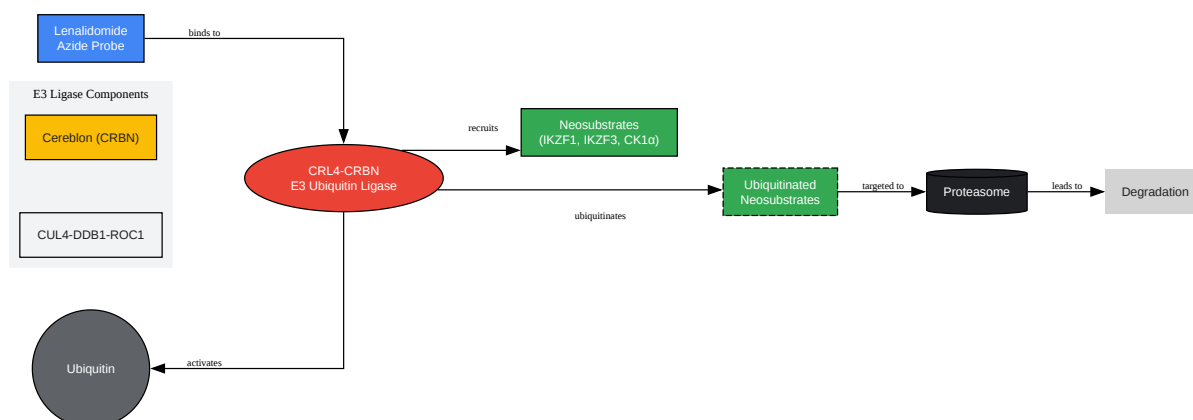 Lenalidomide
Azide Probe
binds to
E3 Ligase Components
Cereblon (CRBN)
CUL4-DDB1-ROC1
CRL4-CRBN
E3 Ubiquitin Ligase
recruits
Neosubstrates
(IKZF1, IKZF3, CK1α)
ubiquitinates
Ubiquitinated
Neosubstrates
targeted to
Proteasome
leads to
Degradation
activates
Ubiquitin